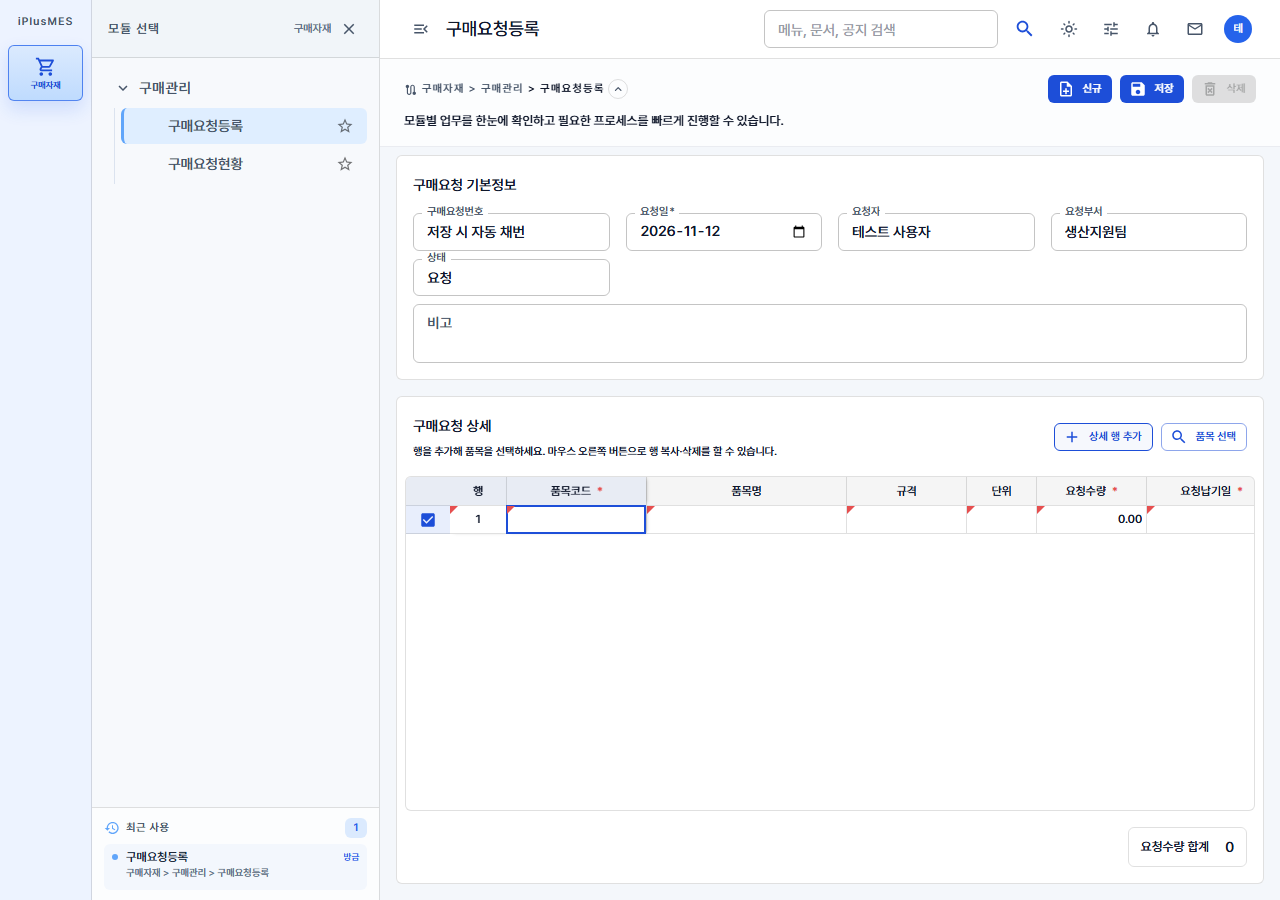 iPlusMES
구매자재
모듈 선택
구매자재
구매관리
구매요청등록
구매요청현황
최근 사용
1
구매요청등록
방금
구매자재 > 구매관리 > 구매요청등록
구매요청등록
메뉴, 문서, 공지 검색
테
구매자재 > 구매관리 > 구매요청등록
신규
저장
삭제
모듈별 업무를 한눈에 확인하고 필요한 프로세스를 빠르게 진행할 수 있습니다.
구매요청 기본정보
구매요청번호
저장 시 자동 채번
요청일*
2026-11-12
요청자
테스트 사용자
요청부서
생산지원팀
상태
요청
비고
구매요청 상세
행을 추가해 품목을 선택하세요. 마우스 오른쪽 버튼으로 행 복사·삭제를 할 수 있습니다.
상세 행 추가
품목 선택
행 품목코드 * 품목명 규격 단위 요청수량 * 요청납기일 *
1 0.00
요청수량 합계 0